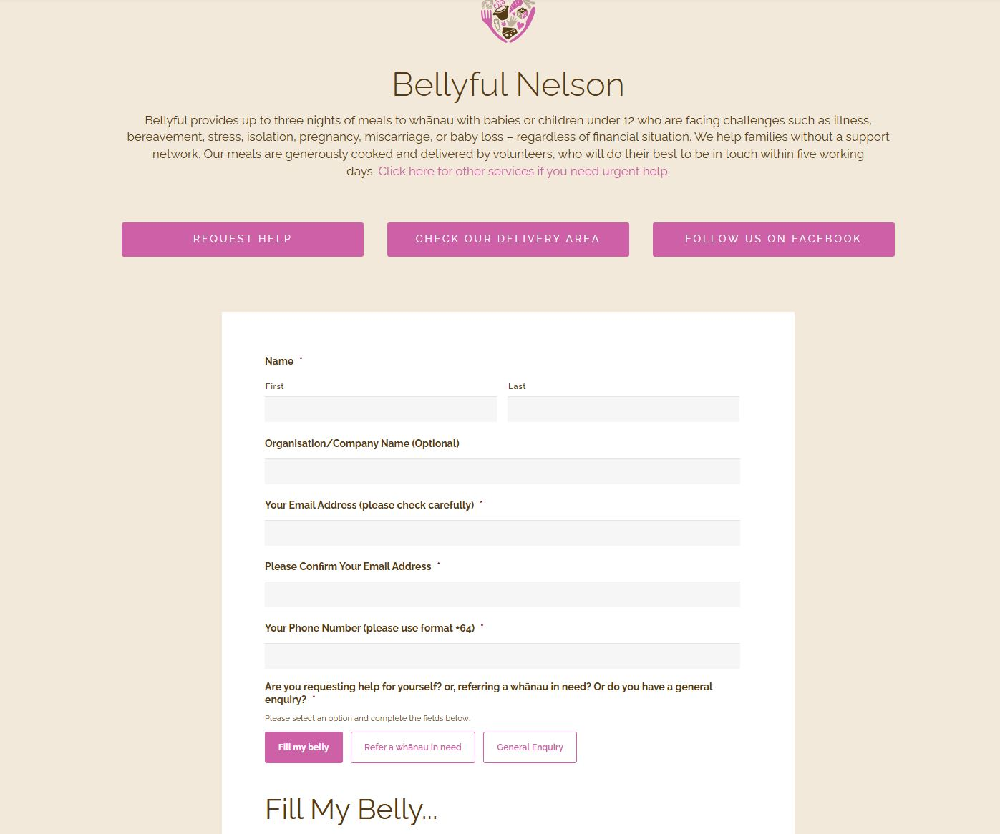 Bellyful Nelson
Bellyful provides up to three nights of meals to whānau with babies or children under 12 who are facing challenges such as illness,
bereavement, stress, isolation, pregnancy, miscarriage, or baby loss – regardless of financial situation. We help families without a support
network. Our meals are generously cooked and delivered by volunteers, who will do their best to be in touch within five working
days. Click here for other services if you need urgent help.
REQUEST HELP
CHECK OUR DELIVERY AREA
FOLLOW US ON FACEBOOK
Name *
First
Last
Organisation/Company Name (Optional)
Your Email Address (please check carefully) *
Please Confirm Your Email Address *
Your Phone Number (please use format +64) *
Are you requesting help for yourself? or, referring a whānau in need? Or do you have a general
enquiry? *
Please select an option and complete the fields below:
Fill my belly
Refer a whānau in need
General Enquiry
Fill My Belly...